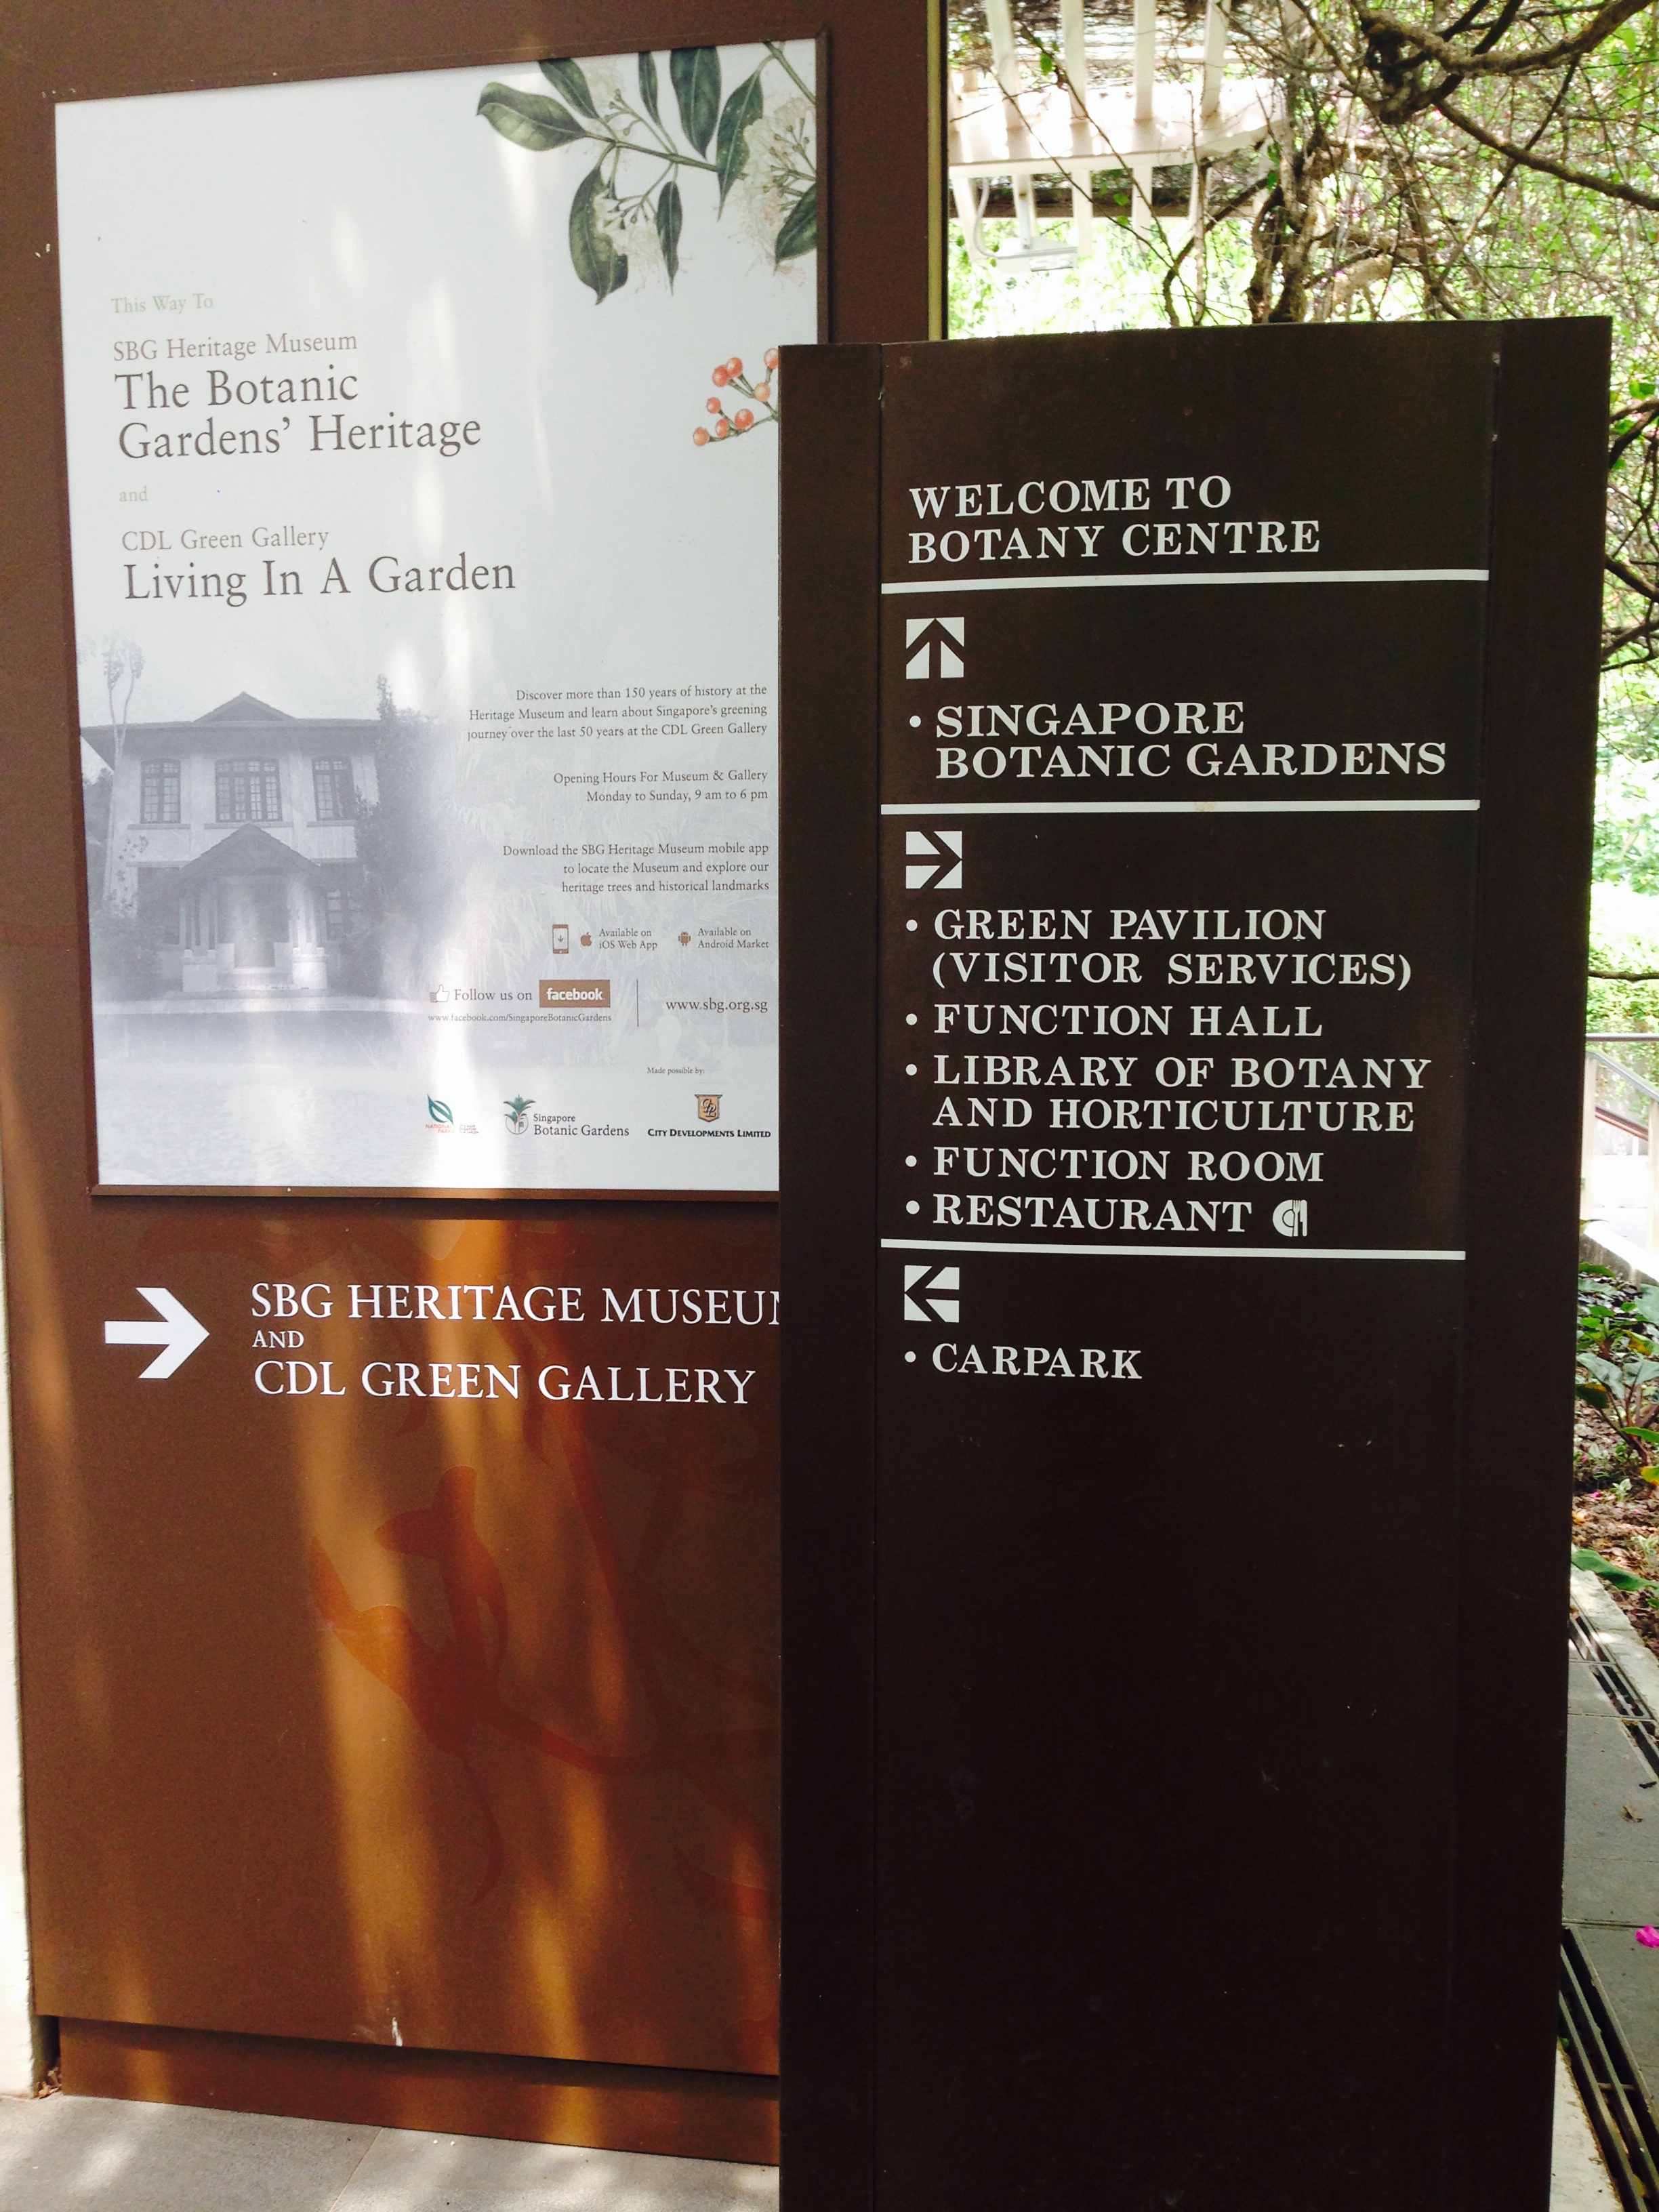 This Way To
SBG Heritage Museum
The Botanic
Gardens' Heritage
and
CDL Green Gallery
Living In A Garden
Discover more than 150 years of history at the
Heritage Museum and learn about Singapore's greening
journey over the last 50 years at the CDL Green Gallery
Opening Hours For Museum & Gallery
Monday to Sunday, 9 am to 6 pm
Download the SBG Heritage Museum mobile app
to locate the Museum and explore our
heritage trees and historical landmarks
Available on
iOS Web App
Available on
Android Market
Follow us on facebook
www.facebook.com/SingaporeBotanicGardens
www.sbg.org.sg
Made possible by:
NATIONAL
PARKS
Singapore
Botanic Gardens
CITY DEVELOPMENTS LIMITED
SBG HERITAGE MUSEUM
AND
CDL GREEN GALLERY
WELCOME TO
BOTANY CENTRE
• SINGAPORE
BOTANIC GARDENS
• GREEN PAVILION
(VISITOR SERVICES)
• FUNCTION HALL
• LIBRARY OF BOTANY
AND HORTICULTURE
• FUNCTION ROOM
• RESTAURANT
• CARPARK